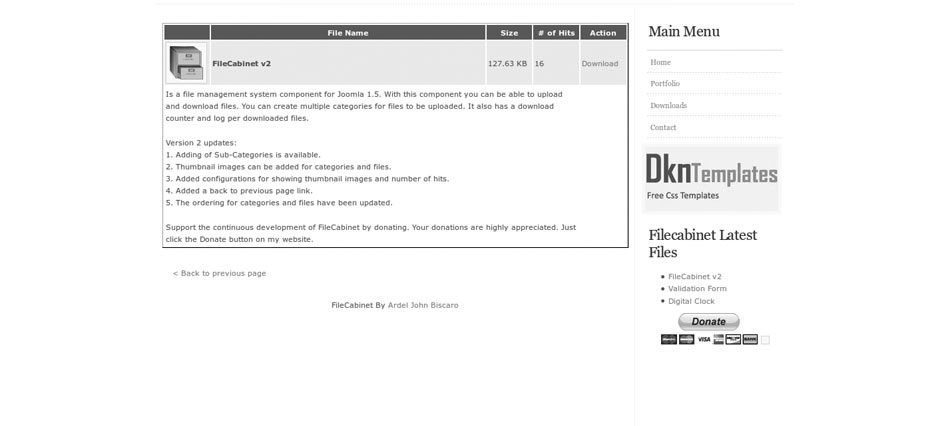 File Name Size # of Hits Action
FileCabinet v2 127.63 KB 16 Download
Is a file management system component for Joomla 1.5. With this component you can be able to upload
and download files. You can create multiple categories for files to be uploaded. It also has a download
counter and log per downloaded files.
Version 2 updates:
1. Adding of Sub-Categories is available.
2. Thumbnail images can be added for categories and files.
3. Added configurations for showing thumbnail images and number of hits.
4. Added a back to previous page link.
5. The ordering for categories and files have been updated.
Support the continuous development of FileCabinet by donating. Your donations are highly appreciated. Just
click the Donate button on my website.
< Back to previous page
FileCabinet By Ardel John Biscaro
Main Menu
Home
Portfolio
Downloads
Contact
DknTemplates
Free Css Templates
Filecabinet Latest
Files
FileCabinet v2
Validation Form
Digital Clock
Donate
VISA